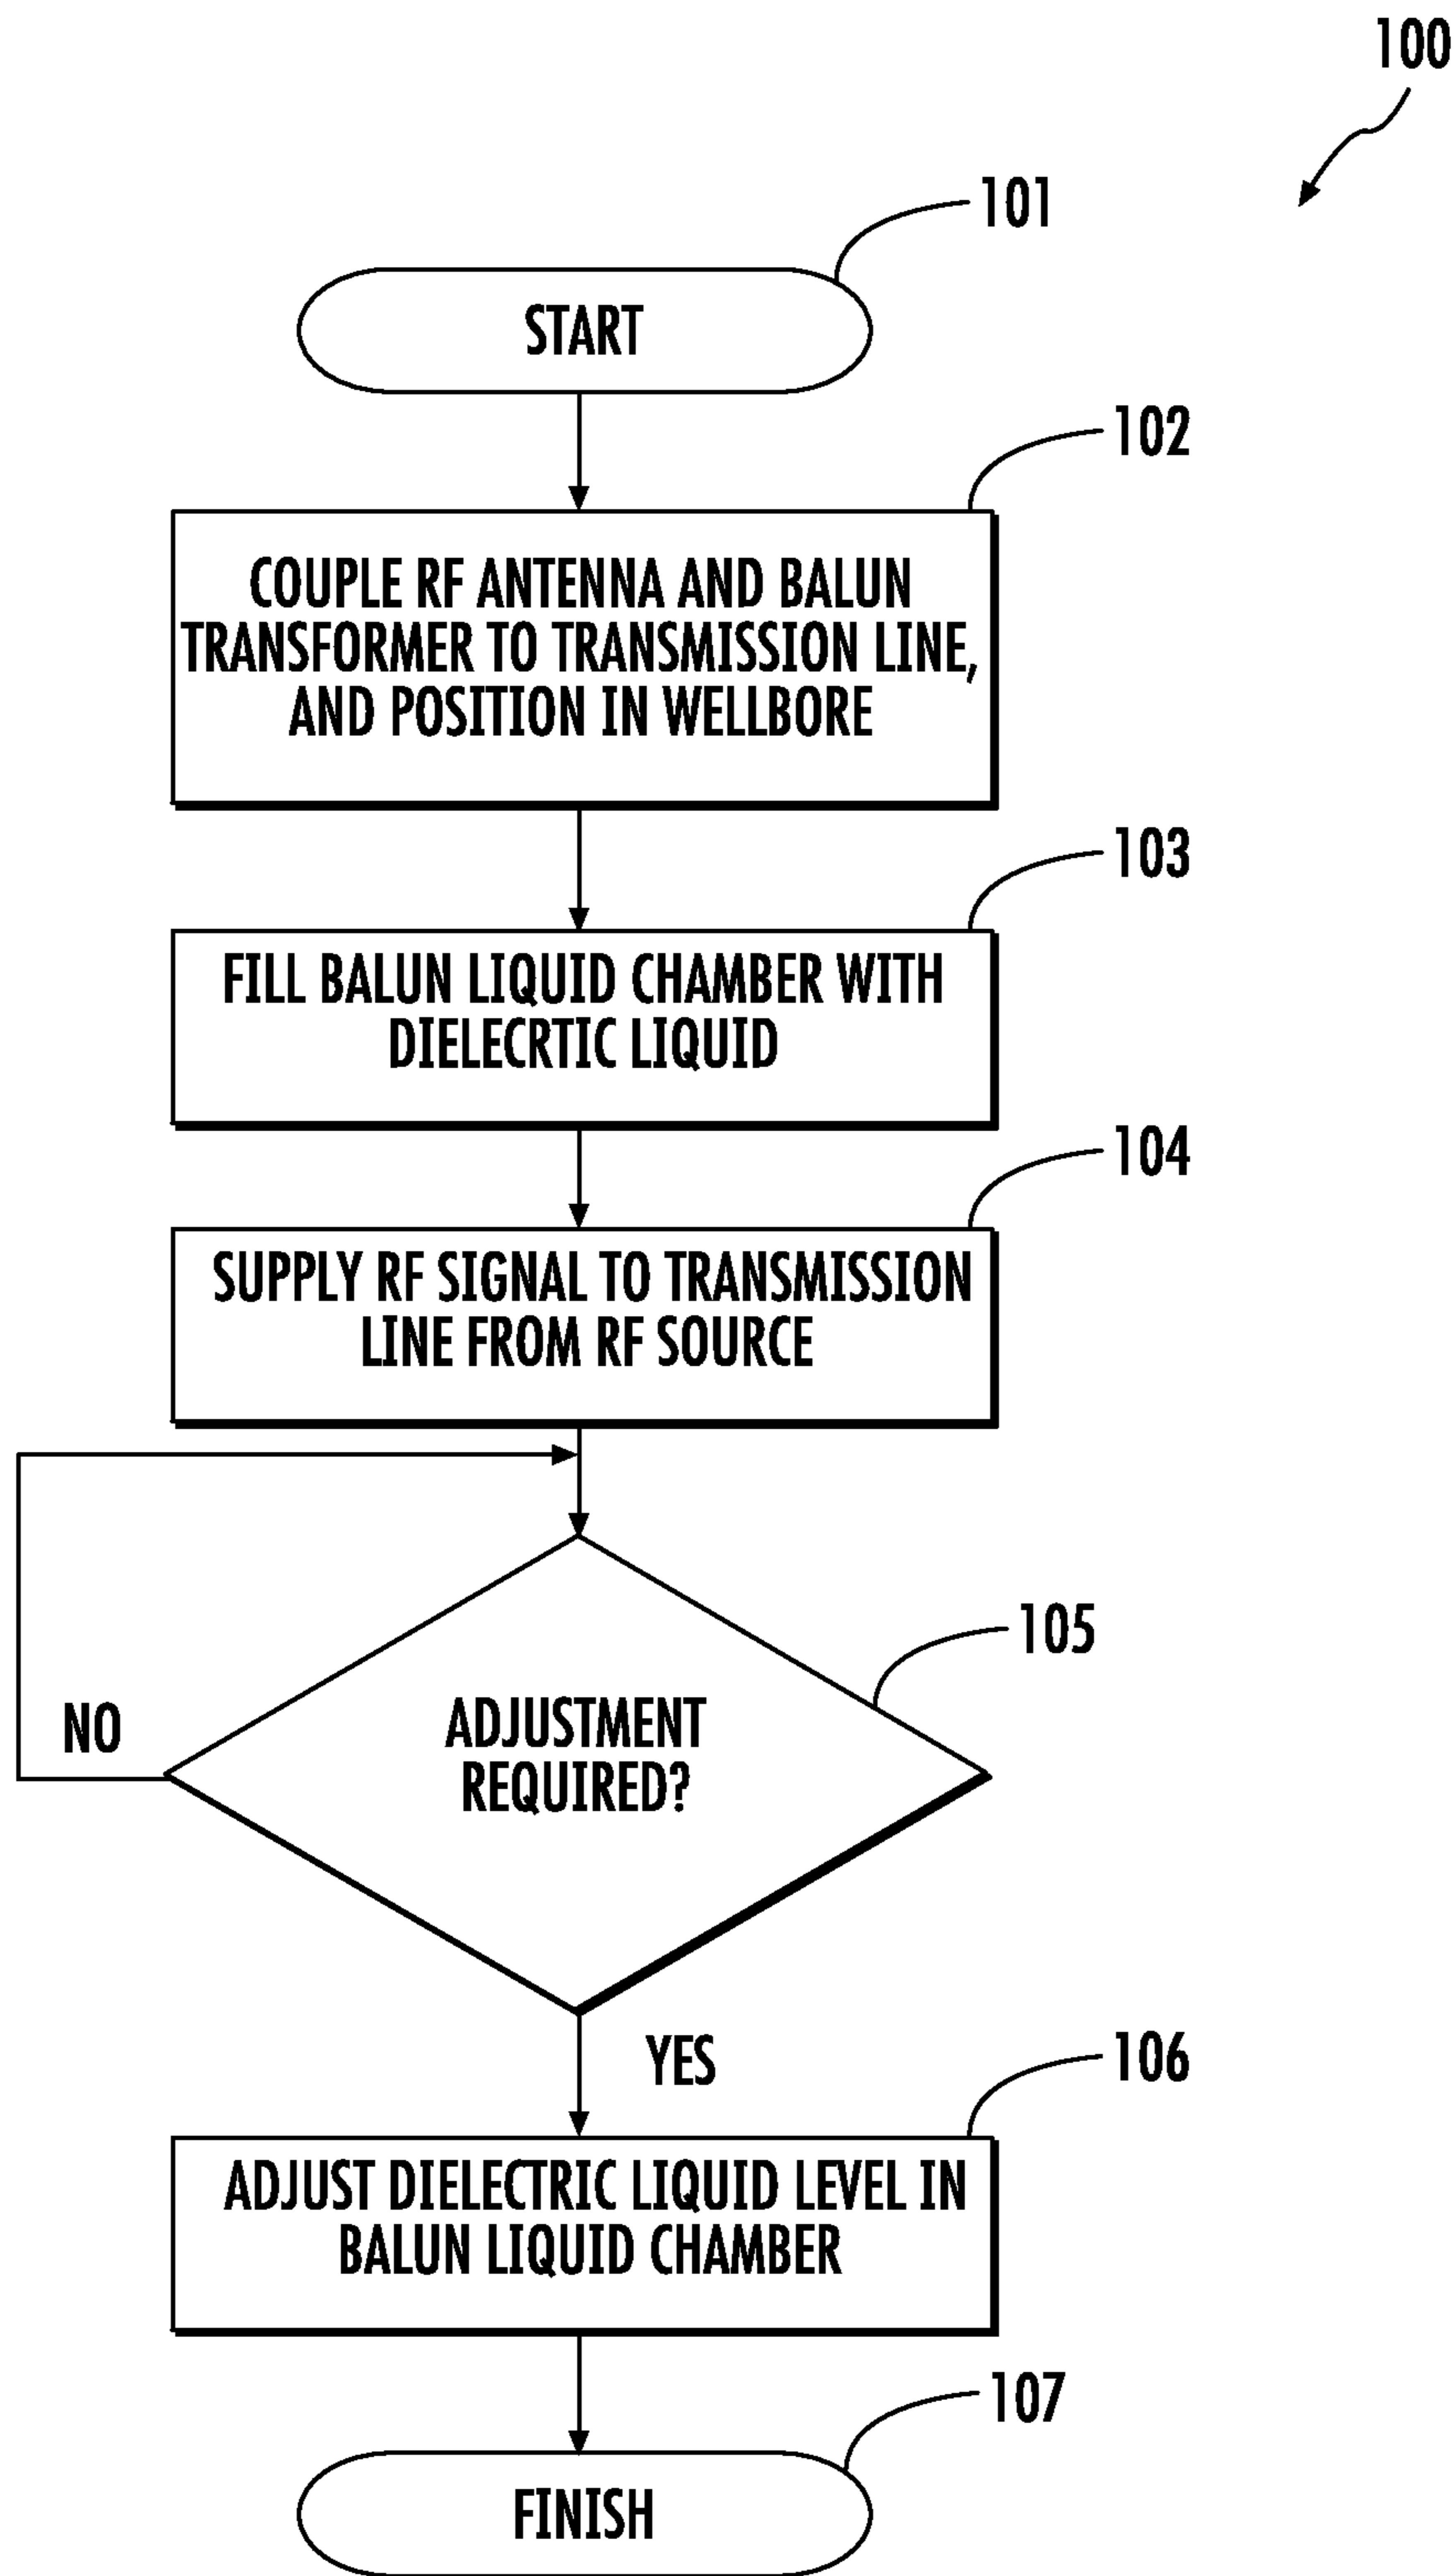 100
101
START
102
COUPLE RF ANTENNA AND BALUN
TRANSFORMER TO TRANSMISSION LINE,
AND POSITION IN WELLBORE
103
FILL BALUN LIQUID CHAMBER WITH
DIELECRTIC LIQUID
104
SUPPLY RF SIGNAL TO TRANSMISSION
LINE FROM RF SOURCE
105
ADJUSTMENT
REQUIRED?
NO
YES
106
ADJUST DIELECTRIC LIQUID LEVEL IN
BALUN LIQUID CHAMBER
107
FINISH